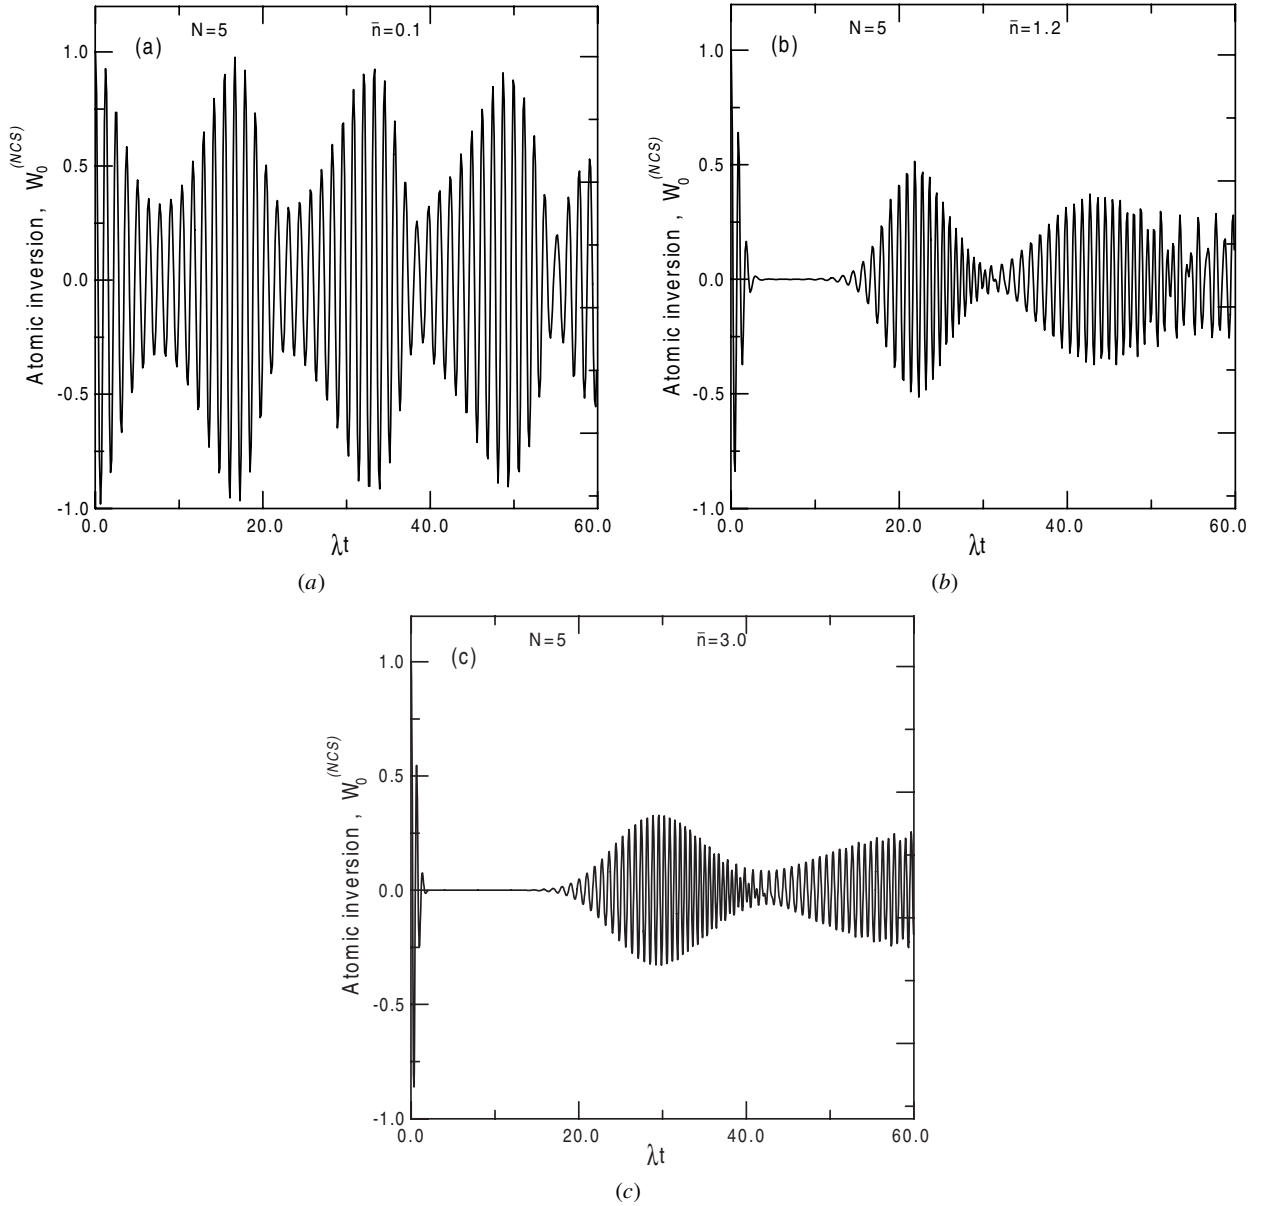 N=5 n̄=0.1
(a)
1.0
0.5
0.0
-0.5
-1.0
Atomic inversion , W₀⁽ᴺᶜˢ⁾
0.0 20.0 40.0 60.0
λt
(a)
N=5 n̄=1.2
(b)
1.0
0.5
0.0
-0.5
-1.0
Atomic inversion , W₀⁽ᴺᶜˢ⁾
0.0 20.0 40.0 60.0
λt
(b)
N=5 n̄=3.0
(c)
1.0
0.5
0.0
-0.5
-1.0
Atomic inversion , W₀⁽ᴺᶜˢ⁾
0.0 20.0 40.0 60.0
λt
(c)